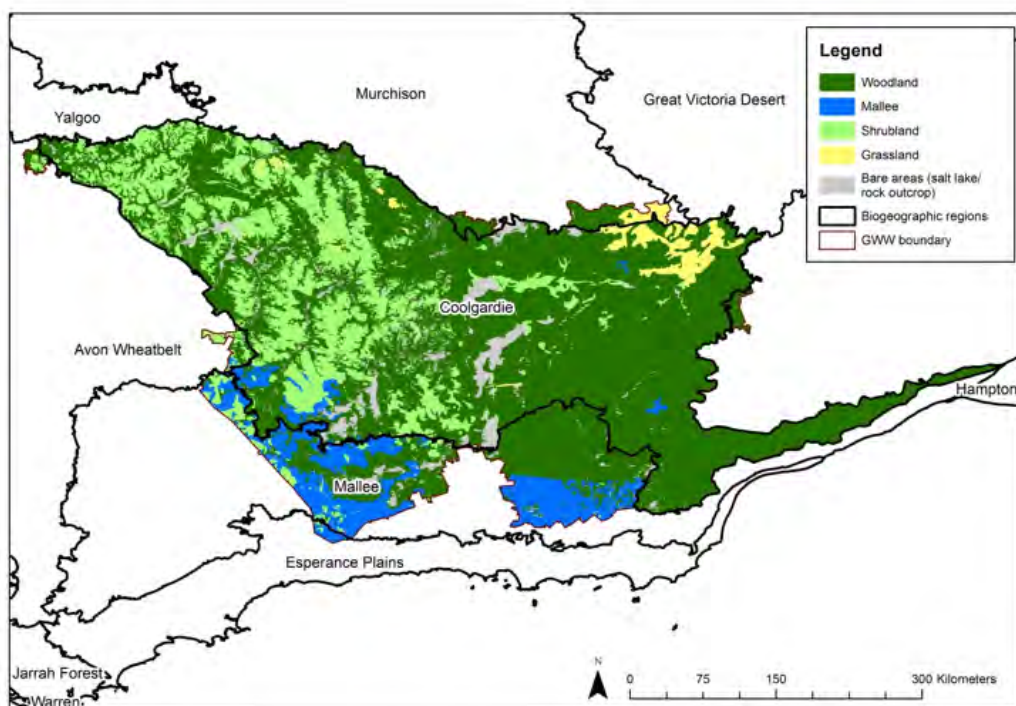 Legend
Woodland
Mallee
Shrubland
Grassland
Bare areas (salt lake/
rock outcrop)
Biogeographic regions
GWW boundary
Murchison
Great Victoria Desert
Yalgoo
Coolgardie
Avon Wheatbelt
Hampton
Mallee
Esperance Plains
Jarrah Forest
Warren
N
0 75 150 300 Kilometers